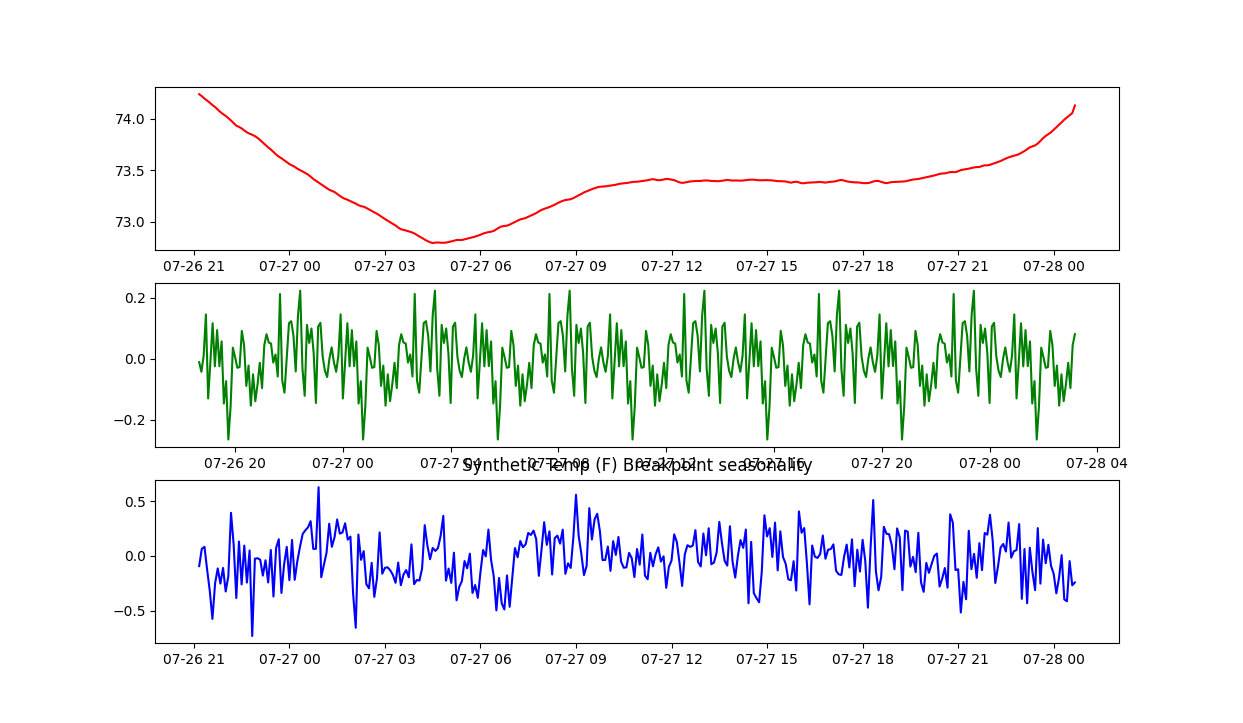 74.0
73.5
73.0
07-26 21 07-27 00 07-27 03 07-27 06 07-27 09 07-27 12 07-27 15 07-27 18 07-27 21 07-28 00
0.2
0.0
−0.2
07-26 20 07-27 00 07-27 04 07-27 08 07-27 12 07-27 16 07-27 20 07-28 00 07-28 04
Synthetic Temp (F) Breakpoint seasonality
0.5
0.0
−0.5
07-26 21 07-27 00 07-27 03 07-27 06 07-27 09 07-27 12 07-27 15 07-27 18 07-27 21 07-28 00